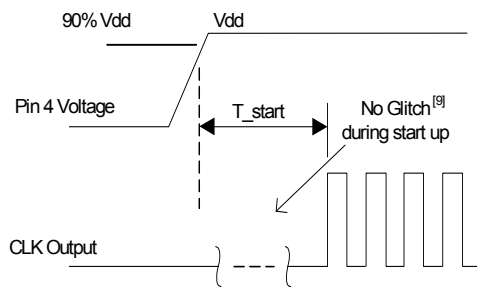 90% Vdd
Vdd
Pin 4 Voltage
T_start
No Glitch[9]
during start up
CLK Output